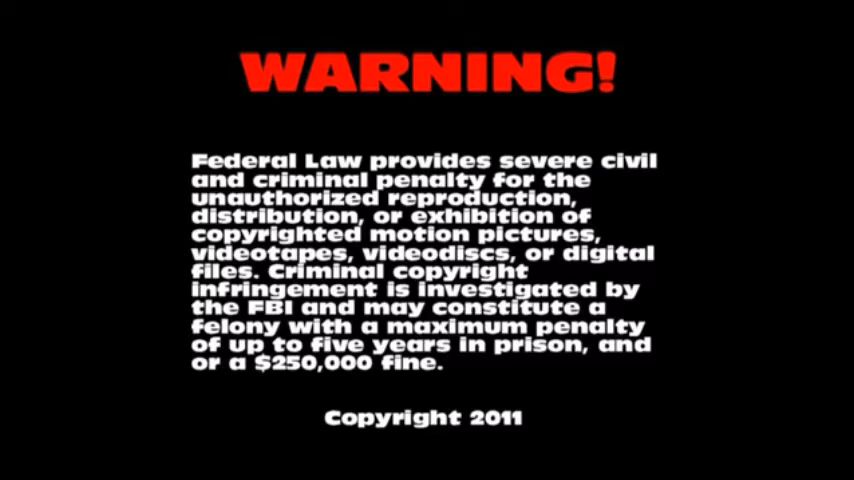 WARNING!
Federal Law provides severe civil
and criminal penalty for the
unauthorized reproduction,
distribution, or exhibition of
copyrighted motion pictures,
videotapes, videodiscs, or digital
files. Criminal copyright
infringement is investigated by
the FBI and may constitute a
felony with a maximum penalty
of up to five years in prison, and
or a $250,000 fine.
Copyright 2011